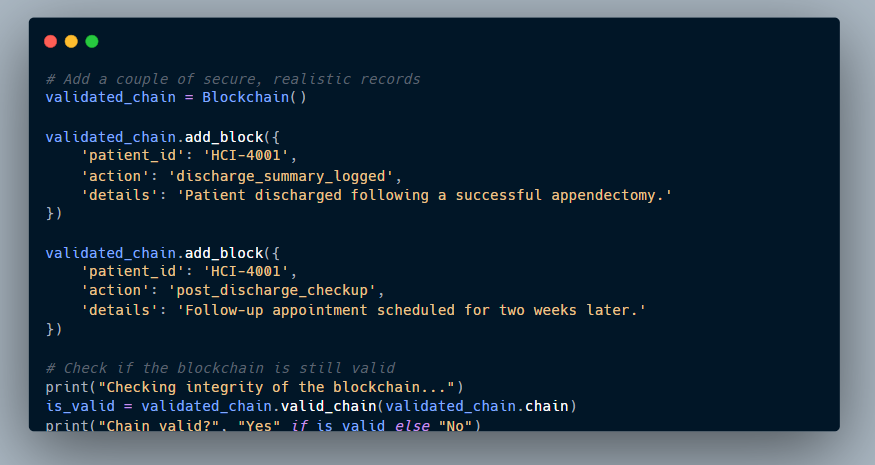 # Add a couple of secure, realistic records
validated_chain = Blockchain()

validated_chain.add_block({
    'patient_id': 'HCI-4001',
    'action': 'discharge_summary_logged',
    'details': 'Patient discharged following a successful appendectomy.'
})

validated_chain.add_block({
    'patient_id': 'HCI-4001',
    'action': 'post_discharge_checkup',
    'details': 'Follow-up appointment scheduled for two weeks later.'
})

# Check if the blockchain is still valid
print("Checking integrity of the blockchain...")
is_valid = validated_chain.valid_chain(validated_chain.chain)
print("Chain valid?", "Yes" if is_valid else "No")